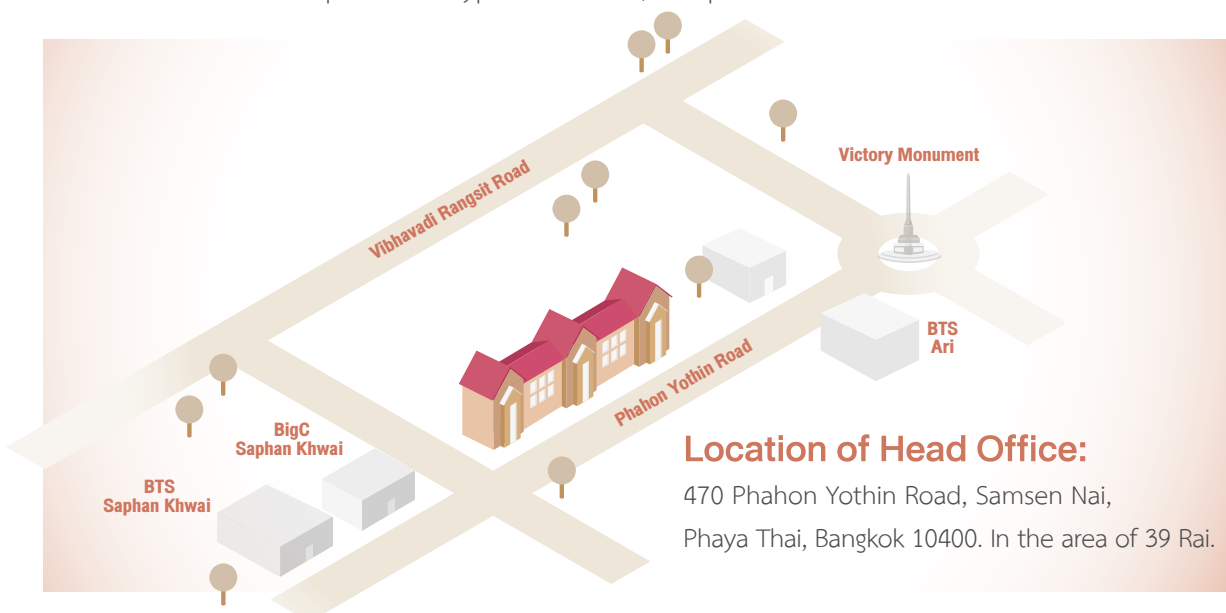 Victory Monument
Vibhavadi Rangsit Road
BTS
Ari
Phahon Yothin Road
BigC
Saphan Khwai
BTS
Saphan Khwai
Location of Head Office:
470 Phahon Yothin Road, Samsen Nai,
Phaya Thai, Bangkok 10400. In the area of 39 Rai.